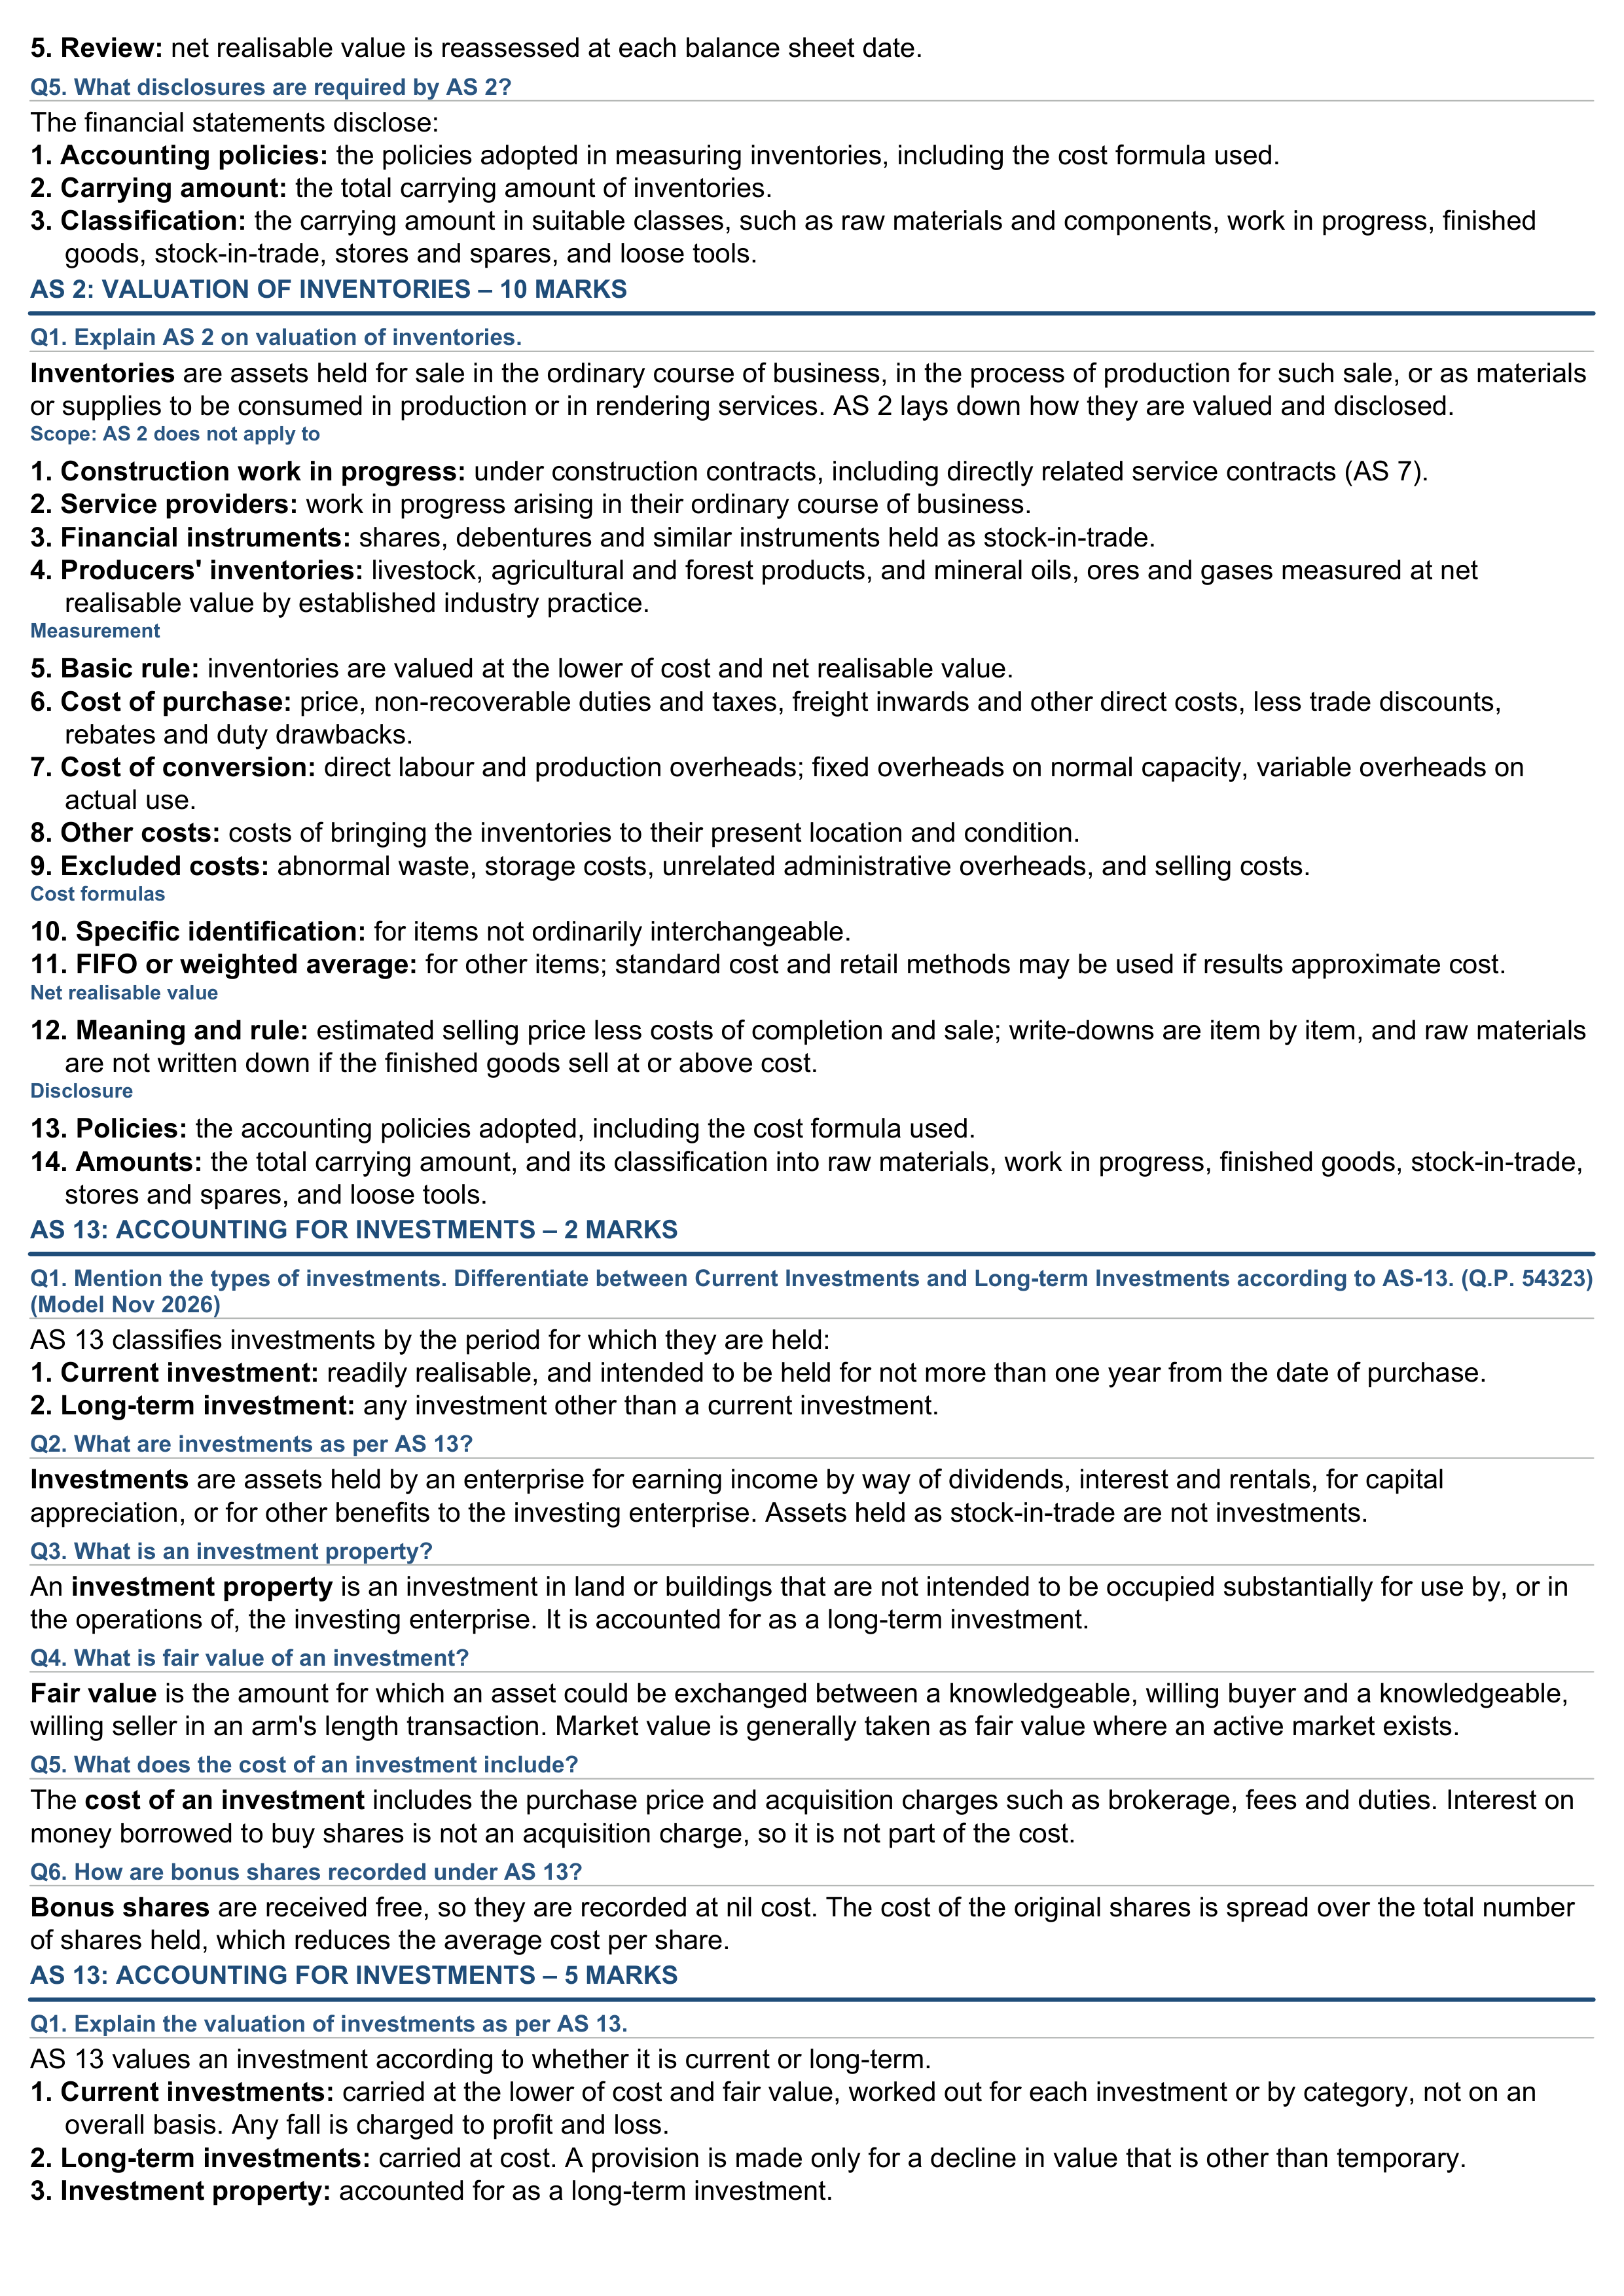 5. Review: net realisable value is reassessed at each balance sheet date.
Q5. What disclosures are required by AS 2?
The financial statements disclose:
1. Accounting policies: the policies adopted in measuring inventories, including the cost formula used.
2. Carrying amount: the total carrying amount of inventories.
3. Classification: the carrying amount in suitable classes, such as raw materials and components, work in progress, finished
goods, stock-in-trade, stores and spares, and loose tools.
AS 2: VALUATION OF INVENTORIES – 10 MARKS
Q1. Explain AS 2 on valuation of inventories.
Inventories are assets held for sale in the ordinary course of business, in the process of production for such sale, or as materials
or supplies to be consumed in production or in rendering services. AS 2 lays down how they are valued and disclosed.
Scope: AS 2 does not apply to
1. Construction work in progress: under construction contracts, including directly related service contracts (AS 7).
2. Service providers: work in progress arising in their ordinary course of business.
3. Financial instruments: shares, debentures and similar instruments held as stock-in-trade.
4. Producers' inventories: livestock, agricultural and forest products, and mineral oils, ores and gases measured at net
realisable value by established industry practice.
Measurement
5. Basic rule: inventories are valued at the lower of cost and net realisable value.
6. Cost of purchase: price, non-recoverable duties and taxes, freight inwards and other direct costs, less trade discounts,
rebates and duty drawbacks.
7. Cost of conversion: direct labour and production overheads; fixed overheads on normal capacity, variable overheads on
actual use.
8. Other costs: costs of bringing the inventories to their present location and condition.
9. Excluded costs: abnormal waste, storage costs, unrelated administrative overheads, and selling costs.
Cost formulas
10. Specific identification: for items not ordinarily interchangeable.
11. FIFO or weighted average: for other items; standard cost and retail methods may be used if results approximate cost.
Net realisable value
12. Meaning and rule: estimated selling price less costs of completion and sale; write-downs are item by item, and raw materials
are not written down if the finished goods sell at or above cost.
Disclosure
13. Policies: the accounting policies adopted, including the cost formula used.
14. Amounts: the total carrying amount, and its classification into raw materials, work in progress, finished goods, stock-in-trade,
stores and spares, and loose tools.
AS 13: ACCOUNTING FOR INVESTMENTS – 2 MARKS
Q1. Mention the types of investments. Differentiate between Current Investments and Long-term Investments according to AS-13. (Q.P. 54323)
(Model Nov 2026)
AS 13 classifies investments by the period for which they are held:
1. Current investment: readily realisable, and intended to be held for not more than one year from the date of purchase.
2. Long-term investment: any investment other than a current investment.
Q2. What are investments as per AS 13?
Investments are assets held by an enterprise for earning income by way of dividends, interest and rentals, for capital
appreciation, or for other benefits to the investing enterprise. Assets held as stock-in-trade are not investments.
Q3. What is an investment property?
An investment property is an investment in land or buildings that are not intended to be occupied substantially for use by, or in
the operations of, the investing enterprise. It is accounted for as a long-term investment.
Q4. What is fair value of an investment?
Fair value is the amount for which an asset could be exchanged between a knowledgeable, willing buyer and a knowledgeable,
willing seller in an arm's length transaction. Market value is generally taken as fair value where an active market exists.
Q5. What does the cost of an investment include?
The cost of an investment includes the purchase price and acquisition charges such as brokerage, fees and duties. Interest on
money borrowed to buy shares is not an acquisition charge, so it is not part of the cost.
Q6. How are bonus shares recorded under AS 13?
Bonus shares are received free, so they are recorded at nil cost. The cost of the original shares is spread over the total number
of shares held, which reduces the average cost per share.
AS 13: ACCOUNTING FOR INVESTMENTS – 5 MARKS
Q1. Explain the valuation of investments as per AS 13.
AS 13 values an investment according to whether it is current or long-term.
1. Current investments: carried at the lower of cost and fair value, worked out for each investment or by category, not on an
overall basis. Any fall is charged to profit and loss.
2. Long-term investments: carried at cost. A provision is made only for a decline in value that is other than temporary.
3. Investment property: accounted for as a long-term investment.